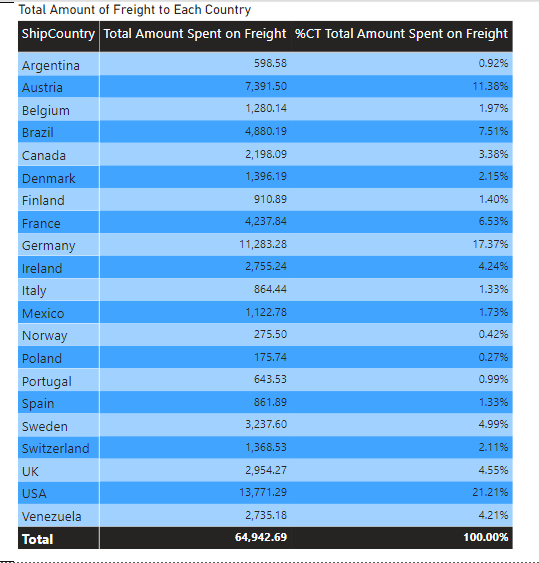 Total Amount of Freight to Each Country
ShipCountry Total Amount Spent on Freight %CT Total Amount Spent on Freight
Argentina 598.58 0.92%
Austria 7,391.50 11.38%
Belgium 1,280.14 1.97%
Brazil 4,880.19 7.51%
Canada 2,198.09 3.38%
Denmark 1,396.19 2.15%
Finland 910.89 1.40%
France 4,237.84 6.53%
Germany 11,283.28 17.37%
Ireland 2,755.24 4.24%
Italy 864.44 1.33%
Mexico 1,122.78 1.73%
Norway 275.50 0.42%
Poland 175.74 0.27%
Portugal 643.53 0.99%
Spain 861.89 1.33%
Sweden 3,237.60 4.99%
Switzerland 1,368.53 2.11%
UK 2,954.27 4.55%
USA 13,771.29 21.21%
Venezuela 2,735.18 4.21%
Total 64,942.69 100.00%